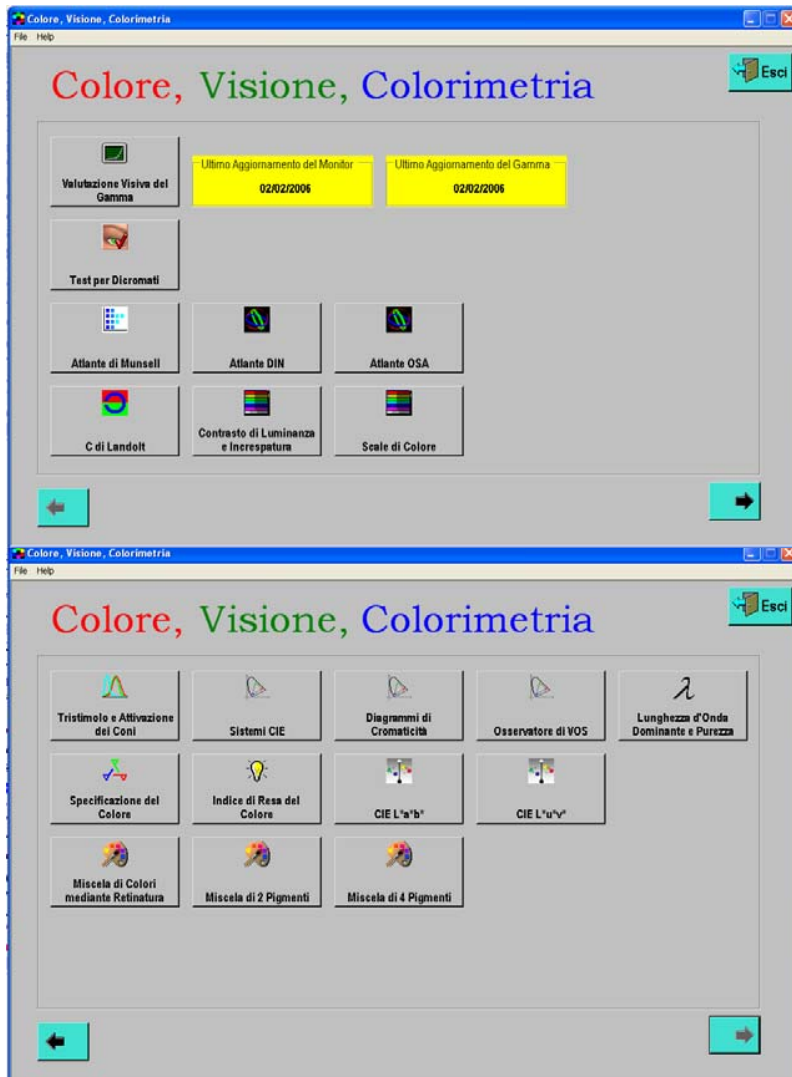 Colore, Visione, Colorimetria
File Help
Colore, Visione, Colorimetria
Esci
Valutazione Visiva del
Gamma
Ultimo Aggiornamento del Monitor
02/02/2006
Ultimo Aggiornamento del Gamma
02/02/2006
Test per Dicromati
Atlante di Munsell
Atlante DIN
Atlante OSA
C di Landolt
Contrasto di Luminanza
e Increspatura
Scale di Colore
Colore, Visione, Colorimetria
File Help
Colore, Visione, Colorimetria
Esci
Tristimolo e Attivazione
dei Coni
Sistemi CIE
Diagrammi di
Cromaticità
Osservatore di VOS
λ
Lunghezza d'Onda
Dominante e Purezza
Specificazione del
Colore
Indice di Resa del
Colore
CIE L*a*b*
CIE L*u*v*
Miscela di Colori
mediante Retinatura
Miscela di 2 Pigmenti
Miscela di 4 Pigmenti